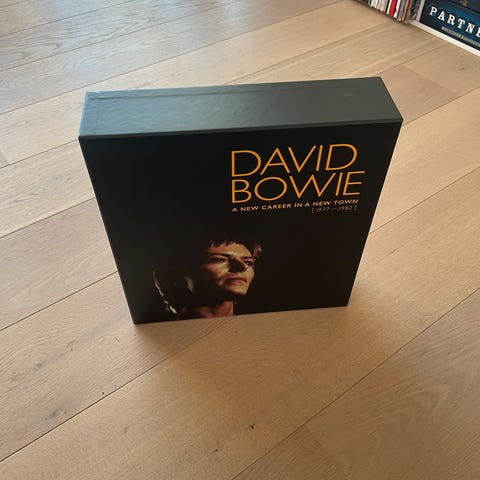 PARTNE
DAVID
BOWIE
A NEW CAREER IN A NEW TOWN
[1977—1982]